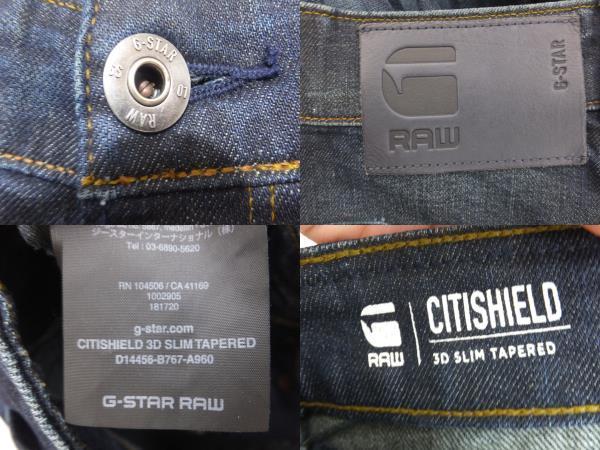 G-STAR
RAW
53
01
RAW
G-STAR
ジースターインターナショナル (株)
Tel : 03-6890-5620
RN 104506 / CA 41169
1002905
181720
g-star.com
CITISHIELD 3D SLIM TAPERED
D14456-B767-A960
G-STAR RAW
RAW
CITISHIELD
3D SLIM TAPERED